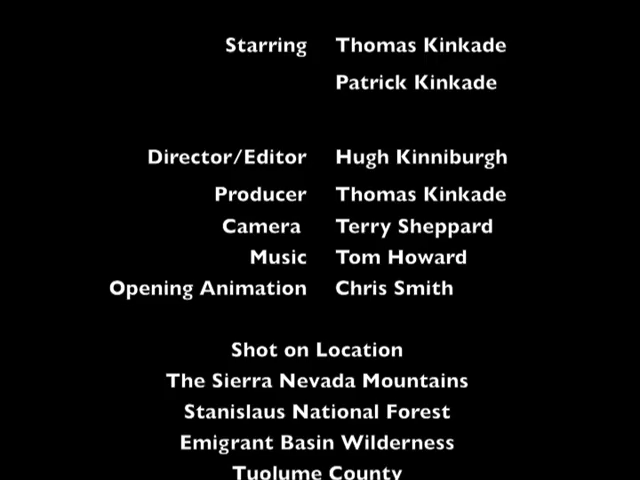 Starring Thomas Kinkade
Patrick Kinkade
Director/Editor Hugh Kinniburgh
Producer Thomas Kinkade
Camera Terry Sheppard
Music Tom Howard
Opening Animation Chris Smith
Shot on Location
The Sierra Nevada Mountains
Stanislaus National Forest
Emigrant Basin Wilderness
Tuolume County